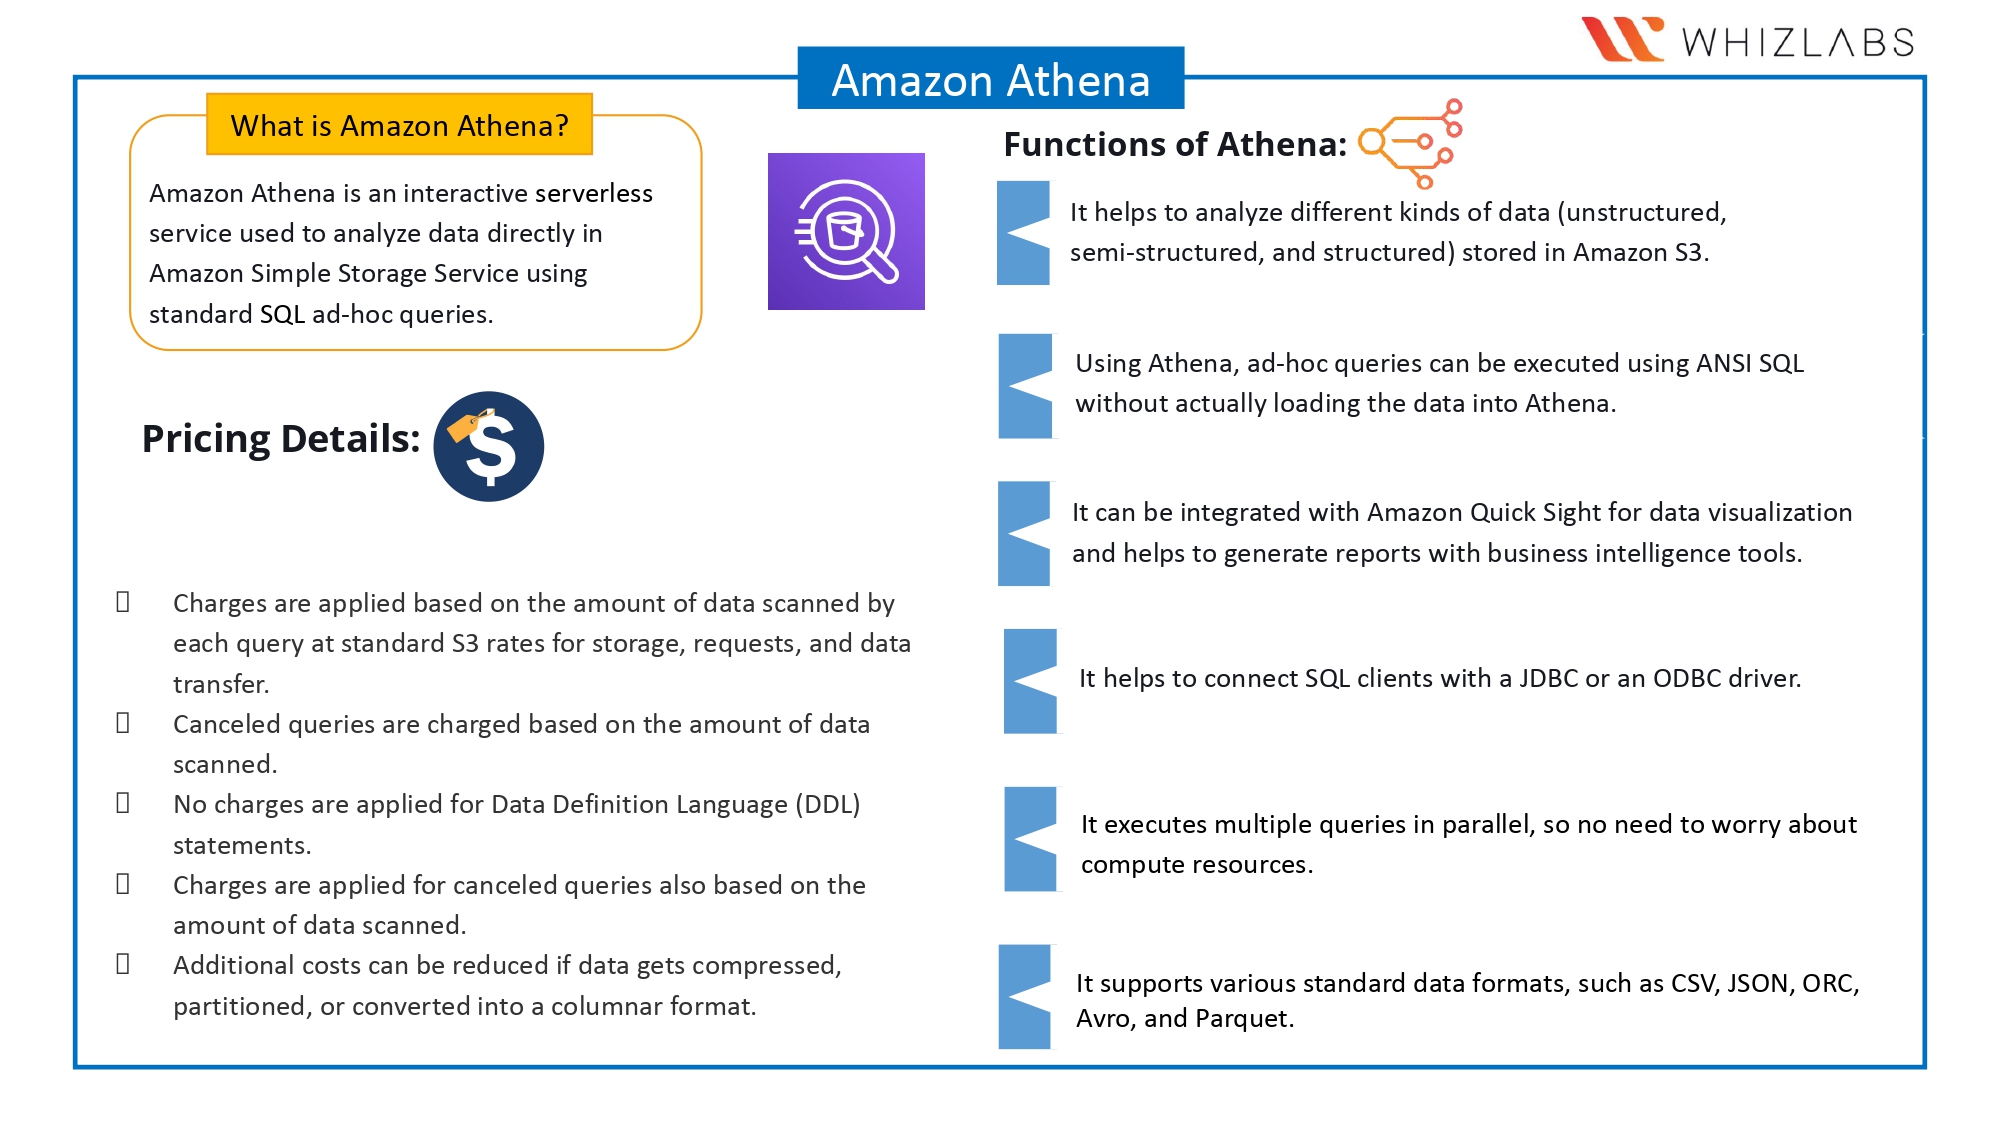 WHIZLABS
Amazon Athena
What is Amazon Athena?
Amazon Athena is an interactive serverless
service used to analyze data directly in
Amazon Simple Storage Service using
standard SQL ad-hoc queries.
Pricing Details:
Charges are applied based on the amount of data scanned by
each query at standard S3 rates for storage, requests, and data
transfer.
Canceled queries are charged based on the amount of data
scanned.
No charges are applied for Data Definition Language (DDL)
statements.
Charges are applied for canceled queries also based on the
amount of data scanned.
Additional costs can be reduced if data gets compressed,
partitioned, or converted into a columnar format.
Functions of Athena:
It helps to analyze different kinds of data (unstructured,
semi-structured, and structured) stored in Amazon S3.
Using Athena, ad-hoc queries can be executed using ANSI SQL
without actually loading the data into Athena.
It can be integrated with Amazon Quick Sight for data visualization
and helps to generate reports with business intelligence tools.
It helps to connect SQL clients with a JDBC or an ODBC driver.
It executes multiple queries in parallel, so no need to worry about
compute resources.
It supports various standard data formats, such as CSV, JSON, ORC,
Avro, and Parquet.